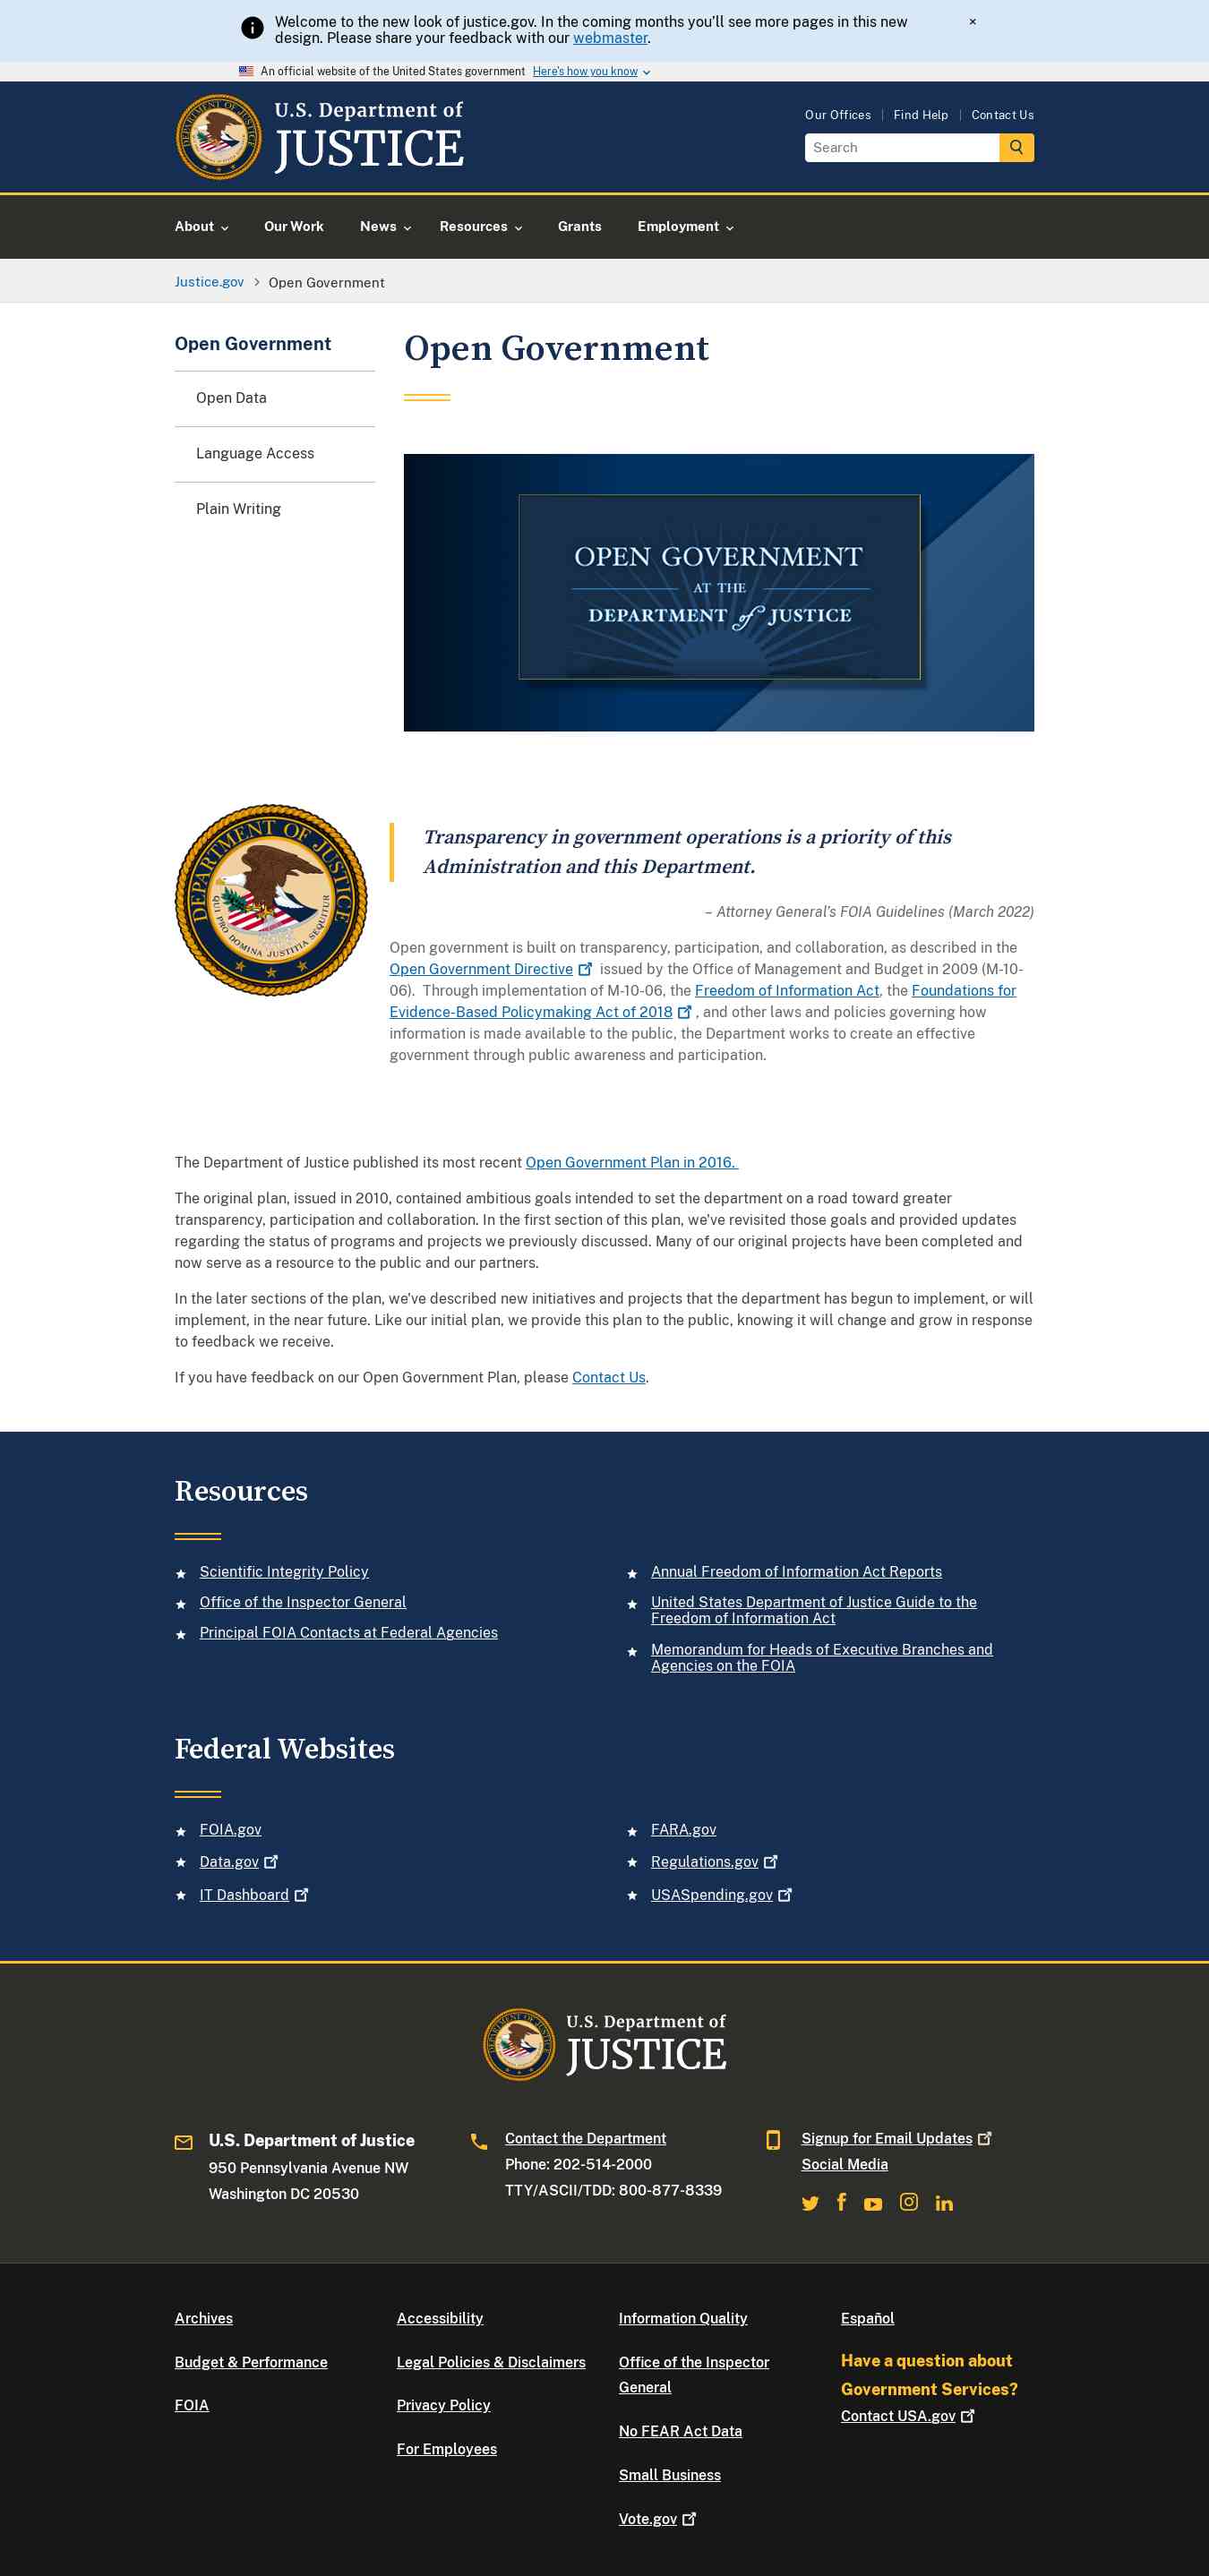 Welcome to the new look of justice.gov. In the coming months you'll see more pages in this new
design. Please share your feedback with our webmaster.
×
An official website of the United States government Here's how you know
U.S. Department of
JUSTICE
Our Offices Find Help Contact Us
Search
About Our Work News Resources Grants Employment
Justice.gov Open Government
Open Government
Open Data
Language Access
Plain Writing
Open Government
OPEN GOVERNMENT
AT THE
DEPARTMENT of JUSTICE
DEPARTMENT OF JUSTICE
QUI PRO DOMINA JUSTITIA SEQUITUR
Transparency in government operations is a priority of this
Administration and this Department.
– Attorney General's FOIA Guidelines (March 2022)
Open government is built on transparency, participation, and collaboration, as described in the
Open Government Directive issued by the Office of Management and Budget in 2009 (M-10-
06). Through implementation of M-10-06, the Freedom of Information Act, the Foundations for
Evidence-Based Policymaking Act of 2018 , and other laws and policies governing how
information is made available to the public, the Department works to create an effective
government through public awareness and participation.
The Department of Justice published its most recent Open Government Plan in 2016.
The original plan, issued in 2010, contained ambitious goals intended to set the department on a road toward greater
transparency, participation and collaboration. In the first section of this plan, we've revisited those goals and provided updates
regarding the status of programs and projects we previously discussed. Many of our original projects have been completed and
now serve as a resource to the public and our partners.
In the later sections of the plan, we've described new initiatives and projects that the department has begun to implement, or will
implement, in the near future. Like our initial plan, we provide this plan to the public, knowing it will change and grow in response
to feedback we receive.
If you have feedback on our Open Government Plan, please Contact Us.
Resources
Scientific Integrity Policy
Office of the Inspector General
Principal FOIA Contacts at Federal Agencies
Annual Freedom of Information Act Reports
United States Department of Justice Guide to the
Freedom of Information Act
Memorandum for Heads of Executive Branches and
Agencies on the FOIA
Federal Websites
FOIA.gov
Data.gov
IT Dashboard
FARA.gov
Regulations.gov
USASpending.gov
U.S. Department of
JUSTICE
U.S. Department of Justice
950 Pennsylvania Avenue NW
Washington DC 20530
Contact the Department
Phone: 202-514-2000
TTY/ASCII/TDD: 800-877-8339
Signup for Email Updates
Social Media
Archives
Budget & Performance
FOIA
Accessibility
Legal Policies & Disclaimers
Privacy Policy
For Employees
Information Quality
Office of the Inspector
General
No FEAR Act Data
Small Business
Vote.gov
Español
Have a question about
Government Services?
Contact USA.gov